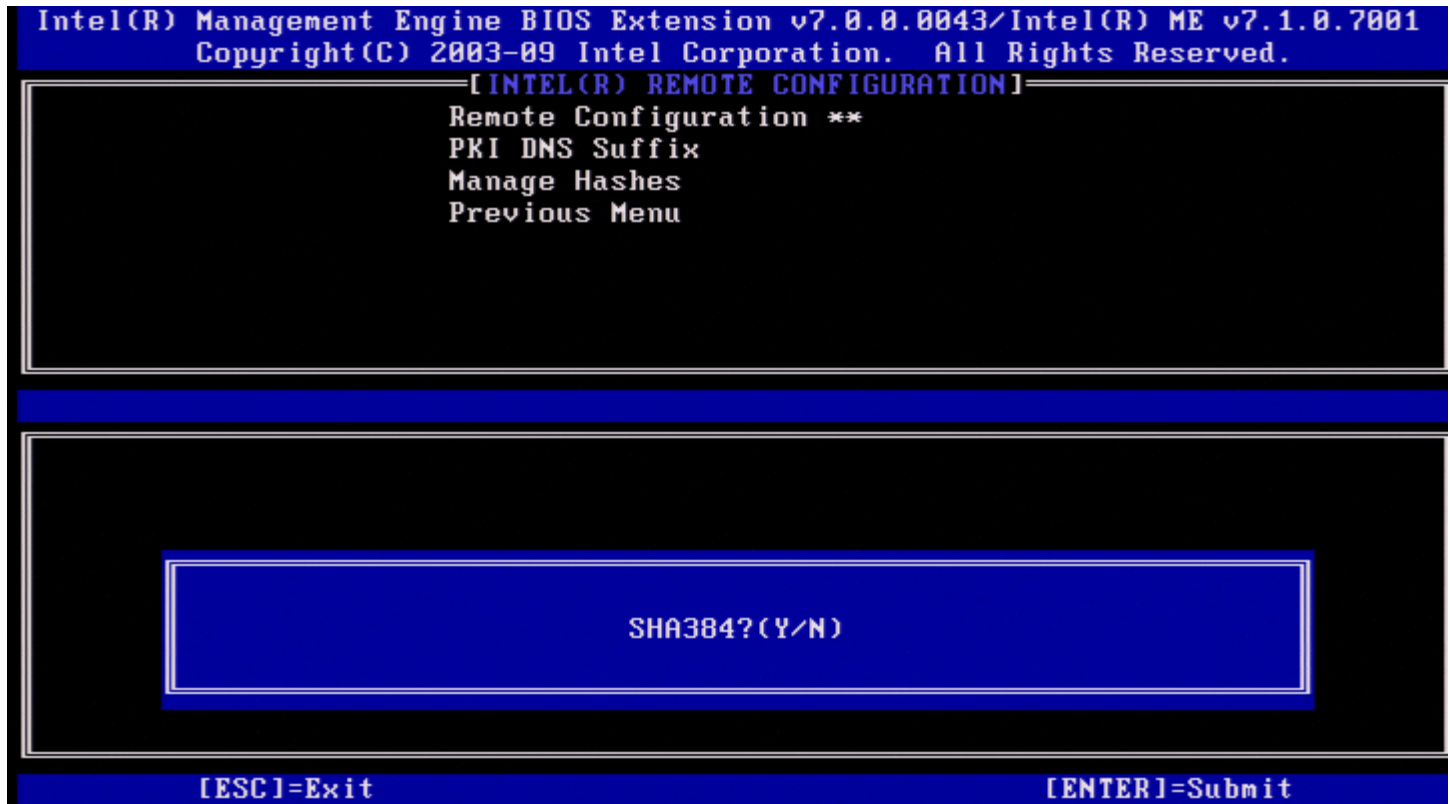 Intel(R) Management Engine BIOS Extension v7.0.0.0043/Intel(R) ME v7.1.0.7001
Copyright(C) 2003-09 Intel Corporation. All Rights Reserved.
[INTEL(R) REMOTE CONFIGURATION]
Remote Configuration **
PKI DNS Suffix
Manage Hashes
Previous Menu
SHA384?(Y/N)
[ESC]=Exit [ENTER]=Submit